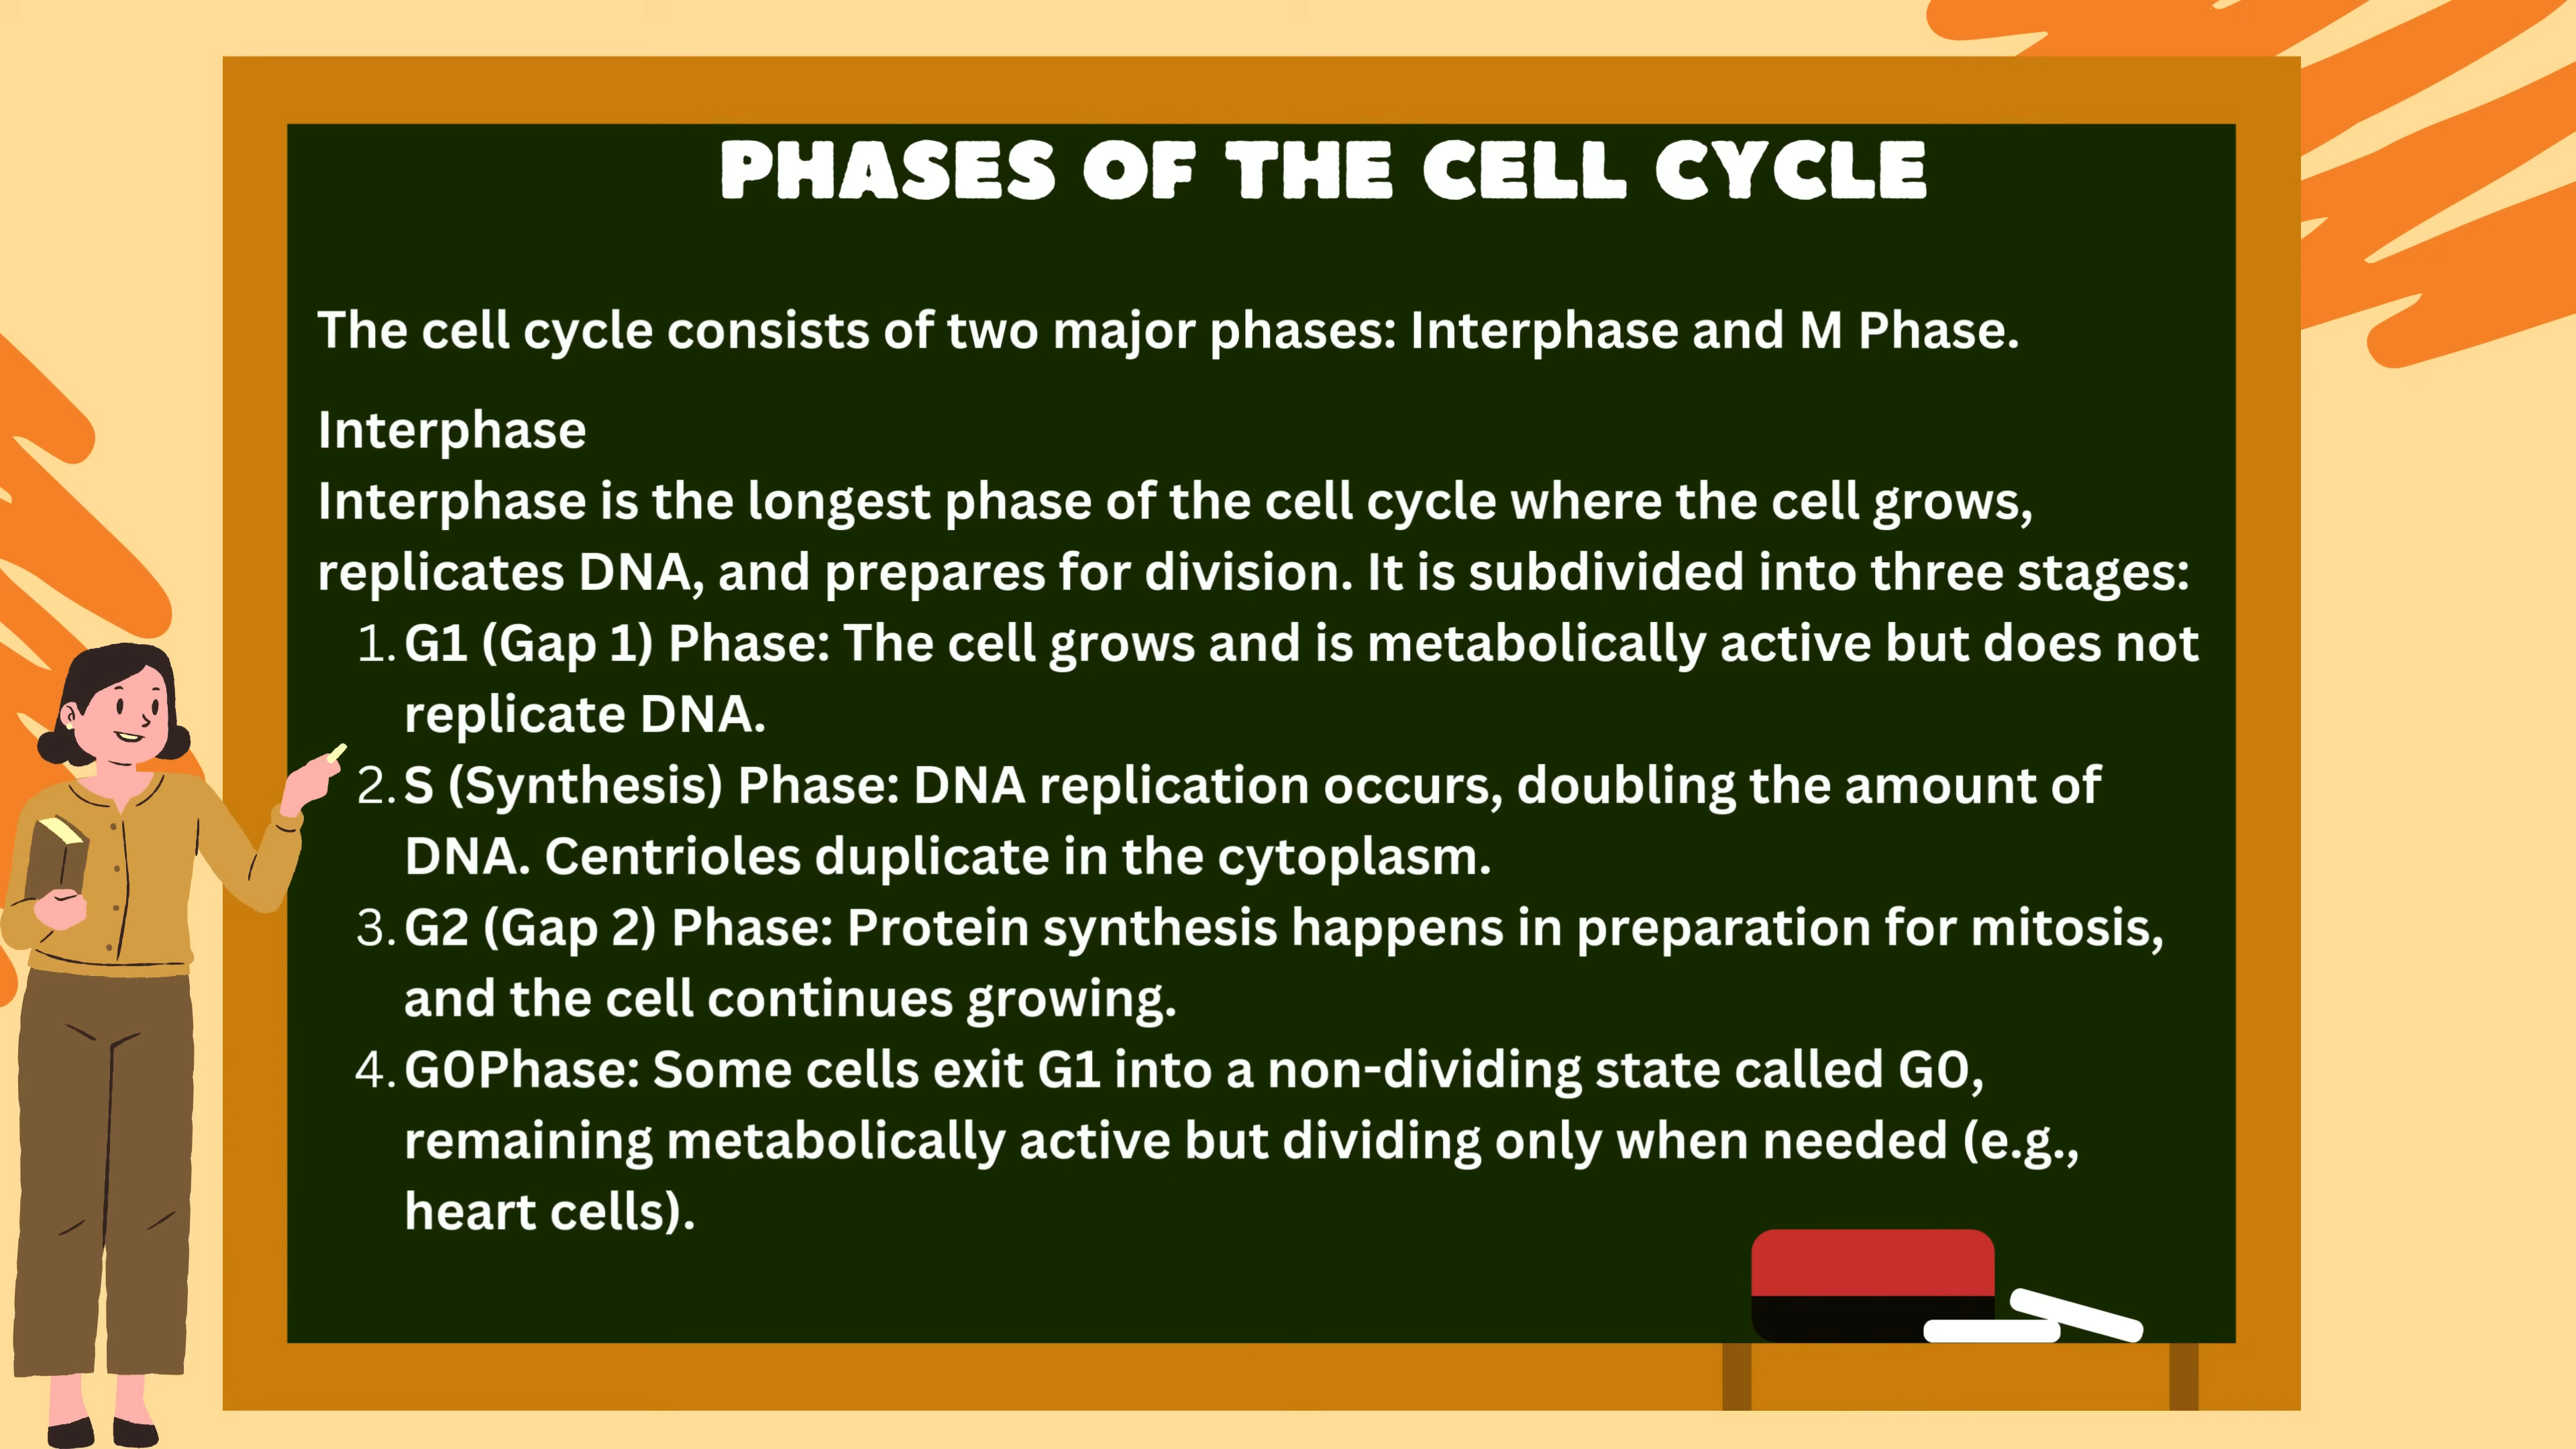 PHASES OF THE CELL CYCLE
The cell cycle consists of two major phases: Interphase and M Phase.
Interphase
Interphase is the longest phase of the cell cycle where the cell grows,
replicates DNA, and prepares for division. It is subdivided into three stages:
1. G1 (Gap 1) Phase: The cell grows and is metabolically active but does not
replicate DNA.
2. S (Synthesis) Phase: DNA replication occurs, doubling the amount of
DNA. Centrioles duplicate in the cytoplasm.
3. G2 (Gap 2) Phase: Protein synthesis happens in preparation for mitosis,
and the cell continues growing.
4. G0Phase: Some cells exit G1 into a non-dividing state called G0,
remaining metabolically active but dividing only when needed (e.g.,
heart cells).